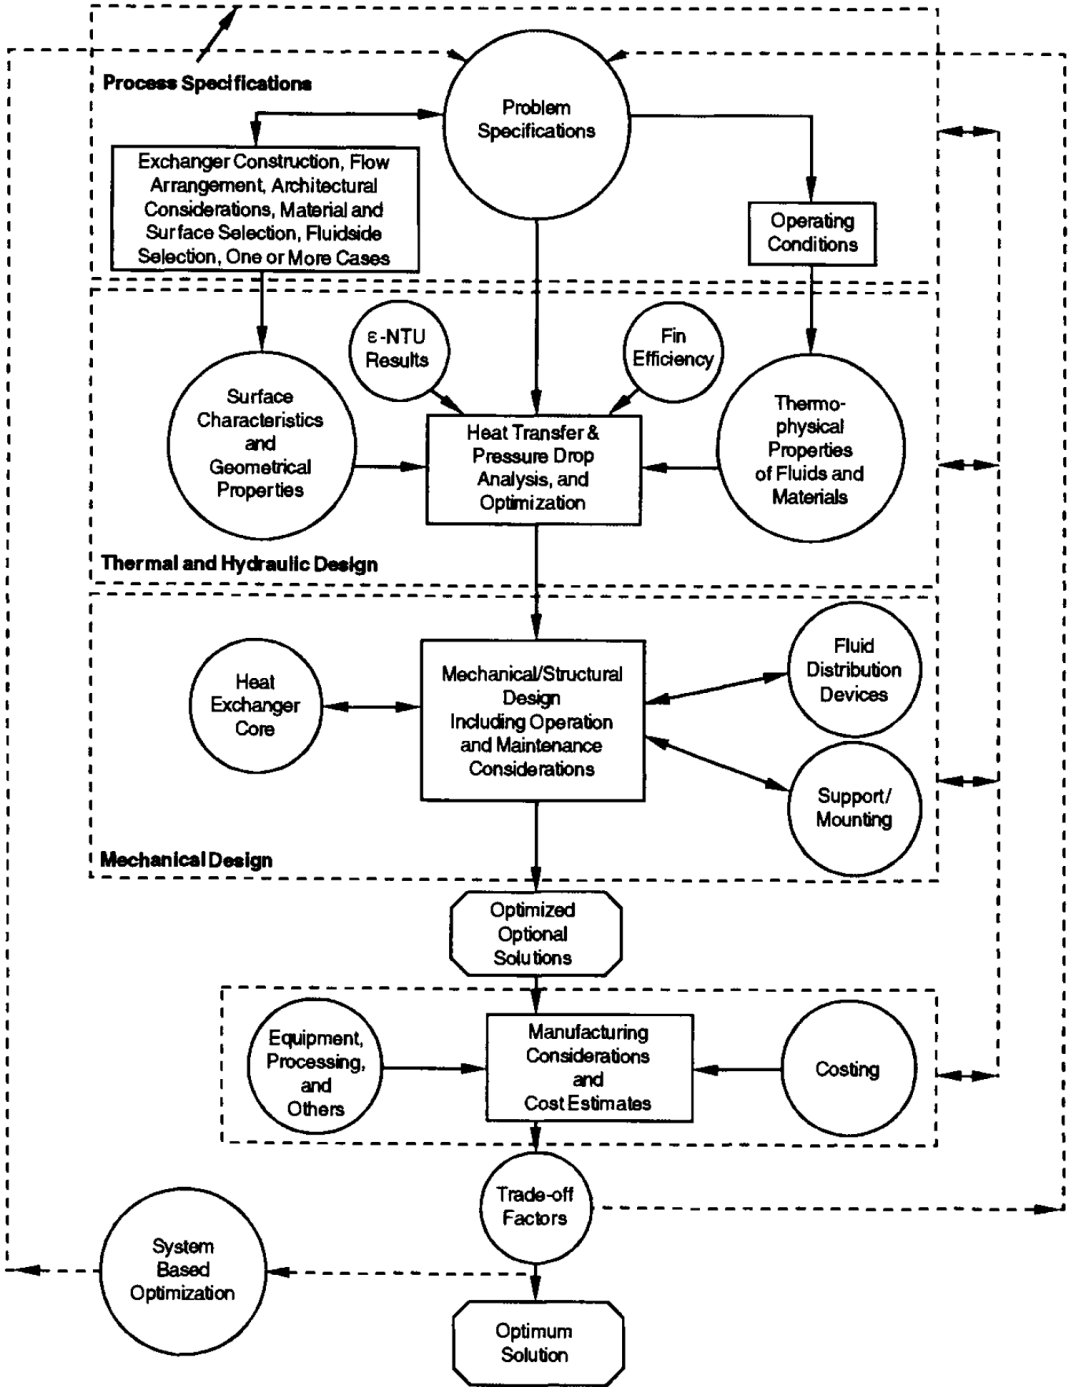 Process Specifications
Problem
Specifications
Exchanger Construction, Flow
Arrangement, Architectural
Considerations, Material and
Surface Selection, Fluidside
Selection, One or More Cases
Operating
Conditions
ε-NTU
Results
Fin
Efficiency
Surface
Characteristics
and
Geometrical
Properties
Heat Transfer &
Pressure Drop
Analysis, and
Optimization
Thermo-
physical
Properties
of Fluids and
Materials
Thermal and Hydraulic Design
Heat
Exchanger
Core
Mechanical/Structural
Design
Including Operation
and Maintenance
Considerations
Fluid
Distribution
Devices
Support/
Mounting
Mechanical Design
Optimized
Optional
Solutions
Equipment,
Processing,
and
Others
Manufacturing
Considerations
and
Cost Estimates
Costing
Trade-off
Factors
System
Based
Optimization
Optimum
Solution